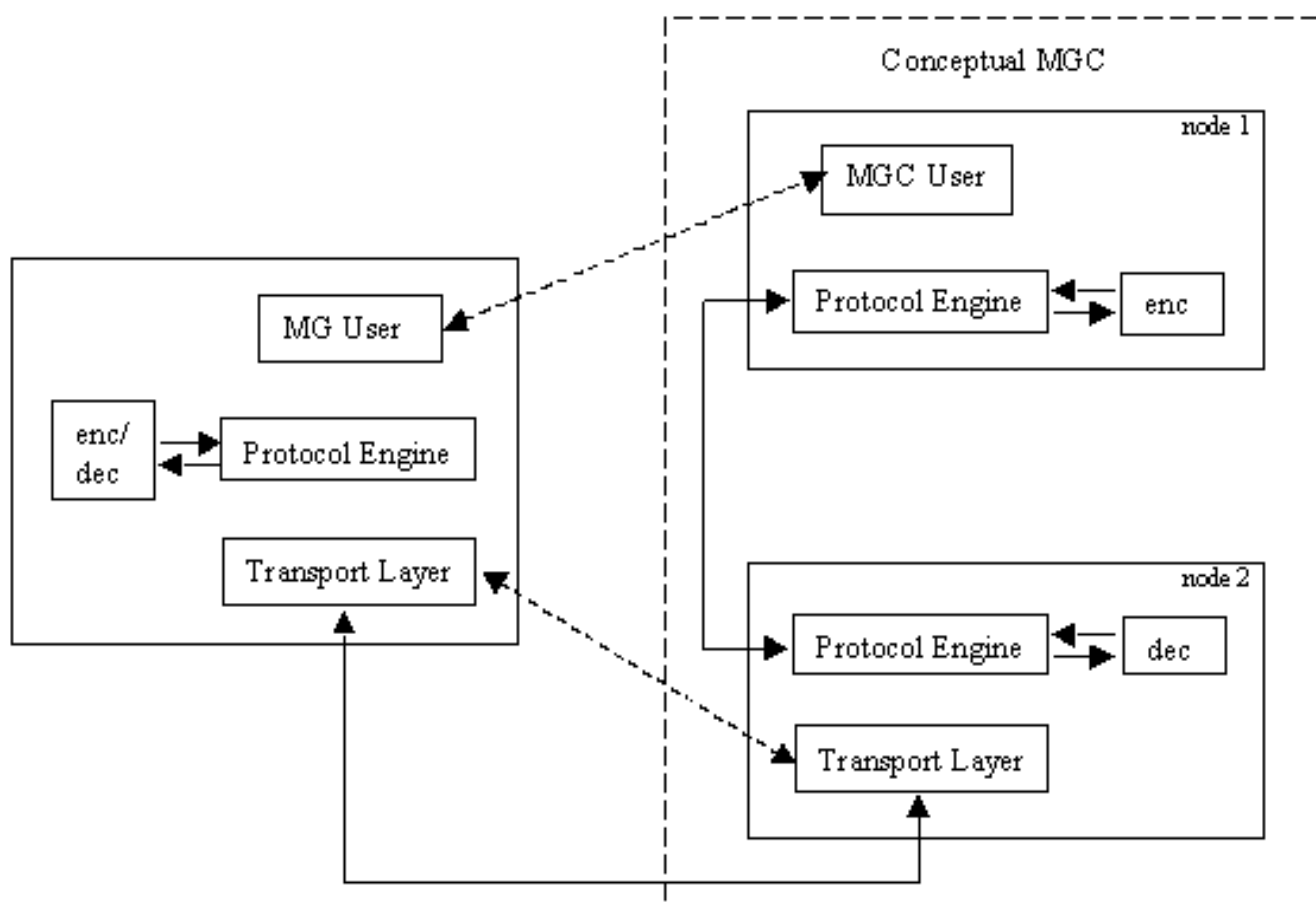 Conceptual MGC
node 1
MGC User
Protocol Engine
enc
MG User
enc/
dec
Protocol Engine
Transport Layer
node 2
Protocol Engine
dec
Transport Layer